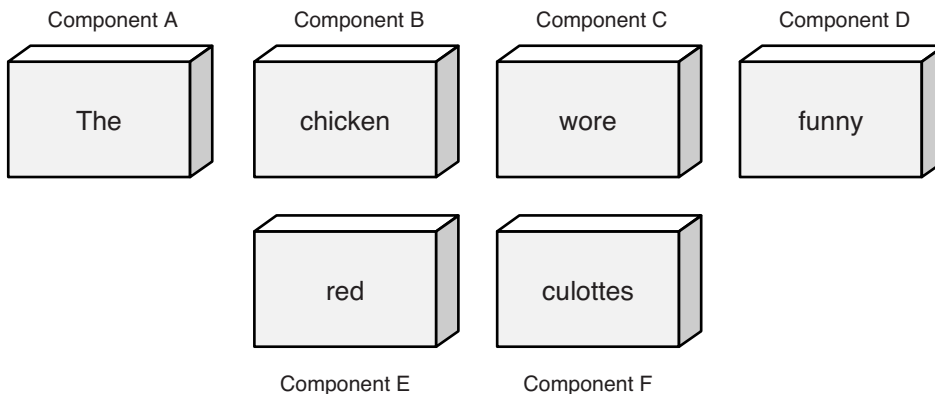 Component A Component B Component C Component D
The chicken wore funny
red culottes
Component E Component F